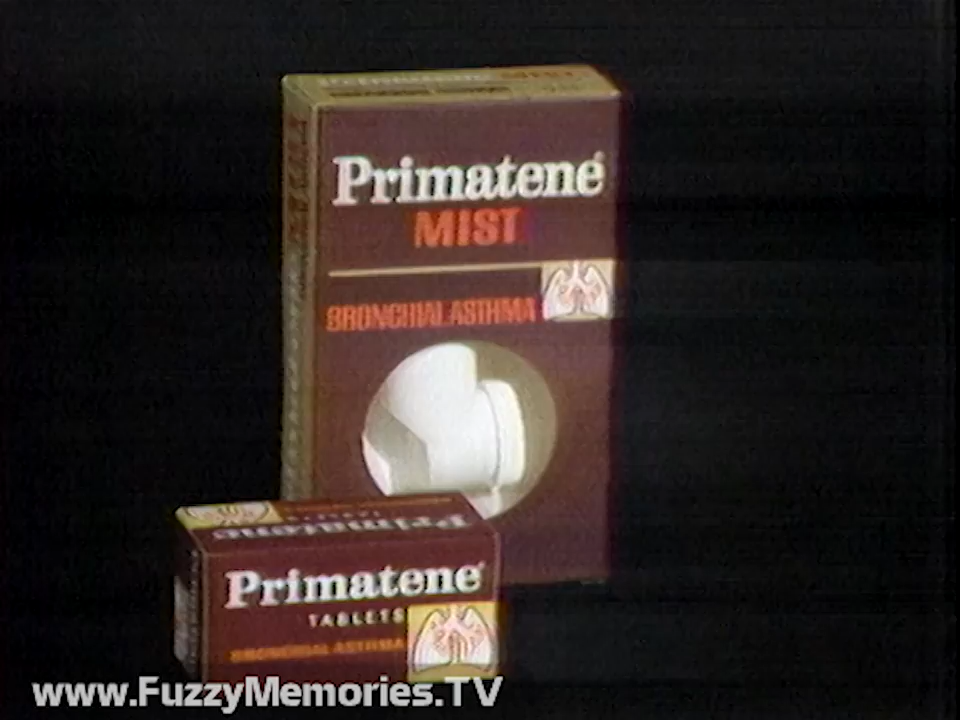 Primatene
MIST
BRONCHIAL ASTHMA
Primatene
Primatene
TABLETS
BRONCHIAL ASTHMA
www.FuzzyMemories.TV